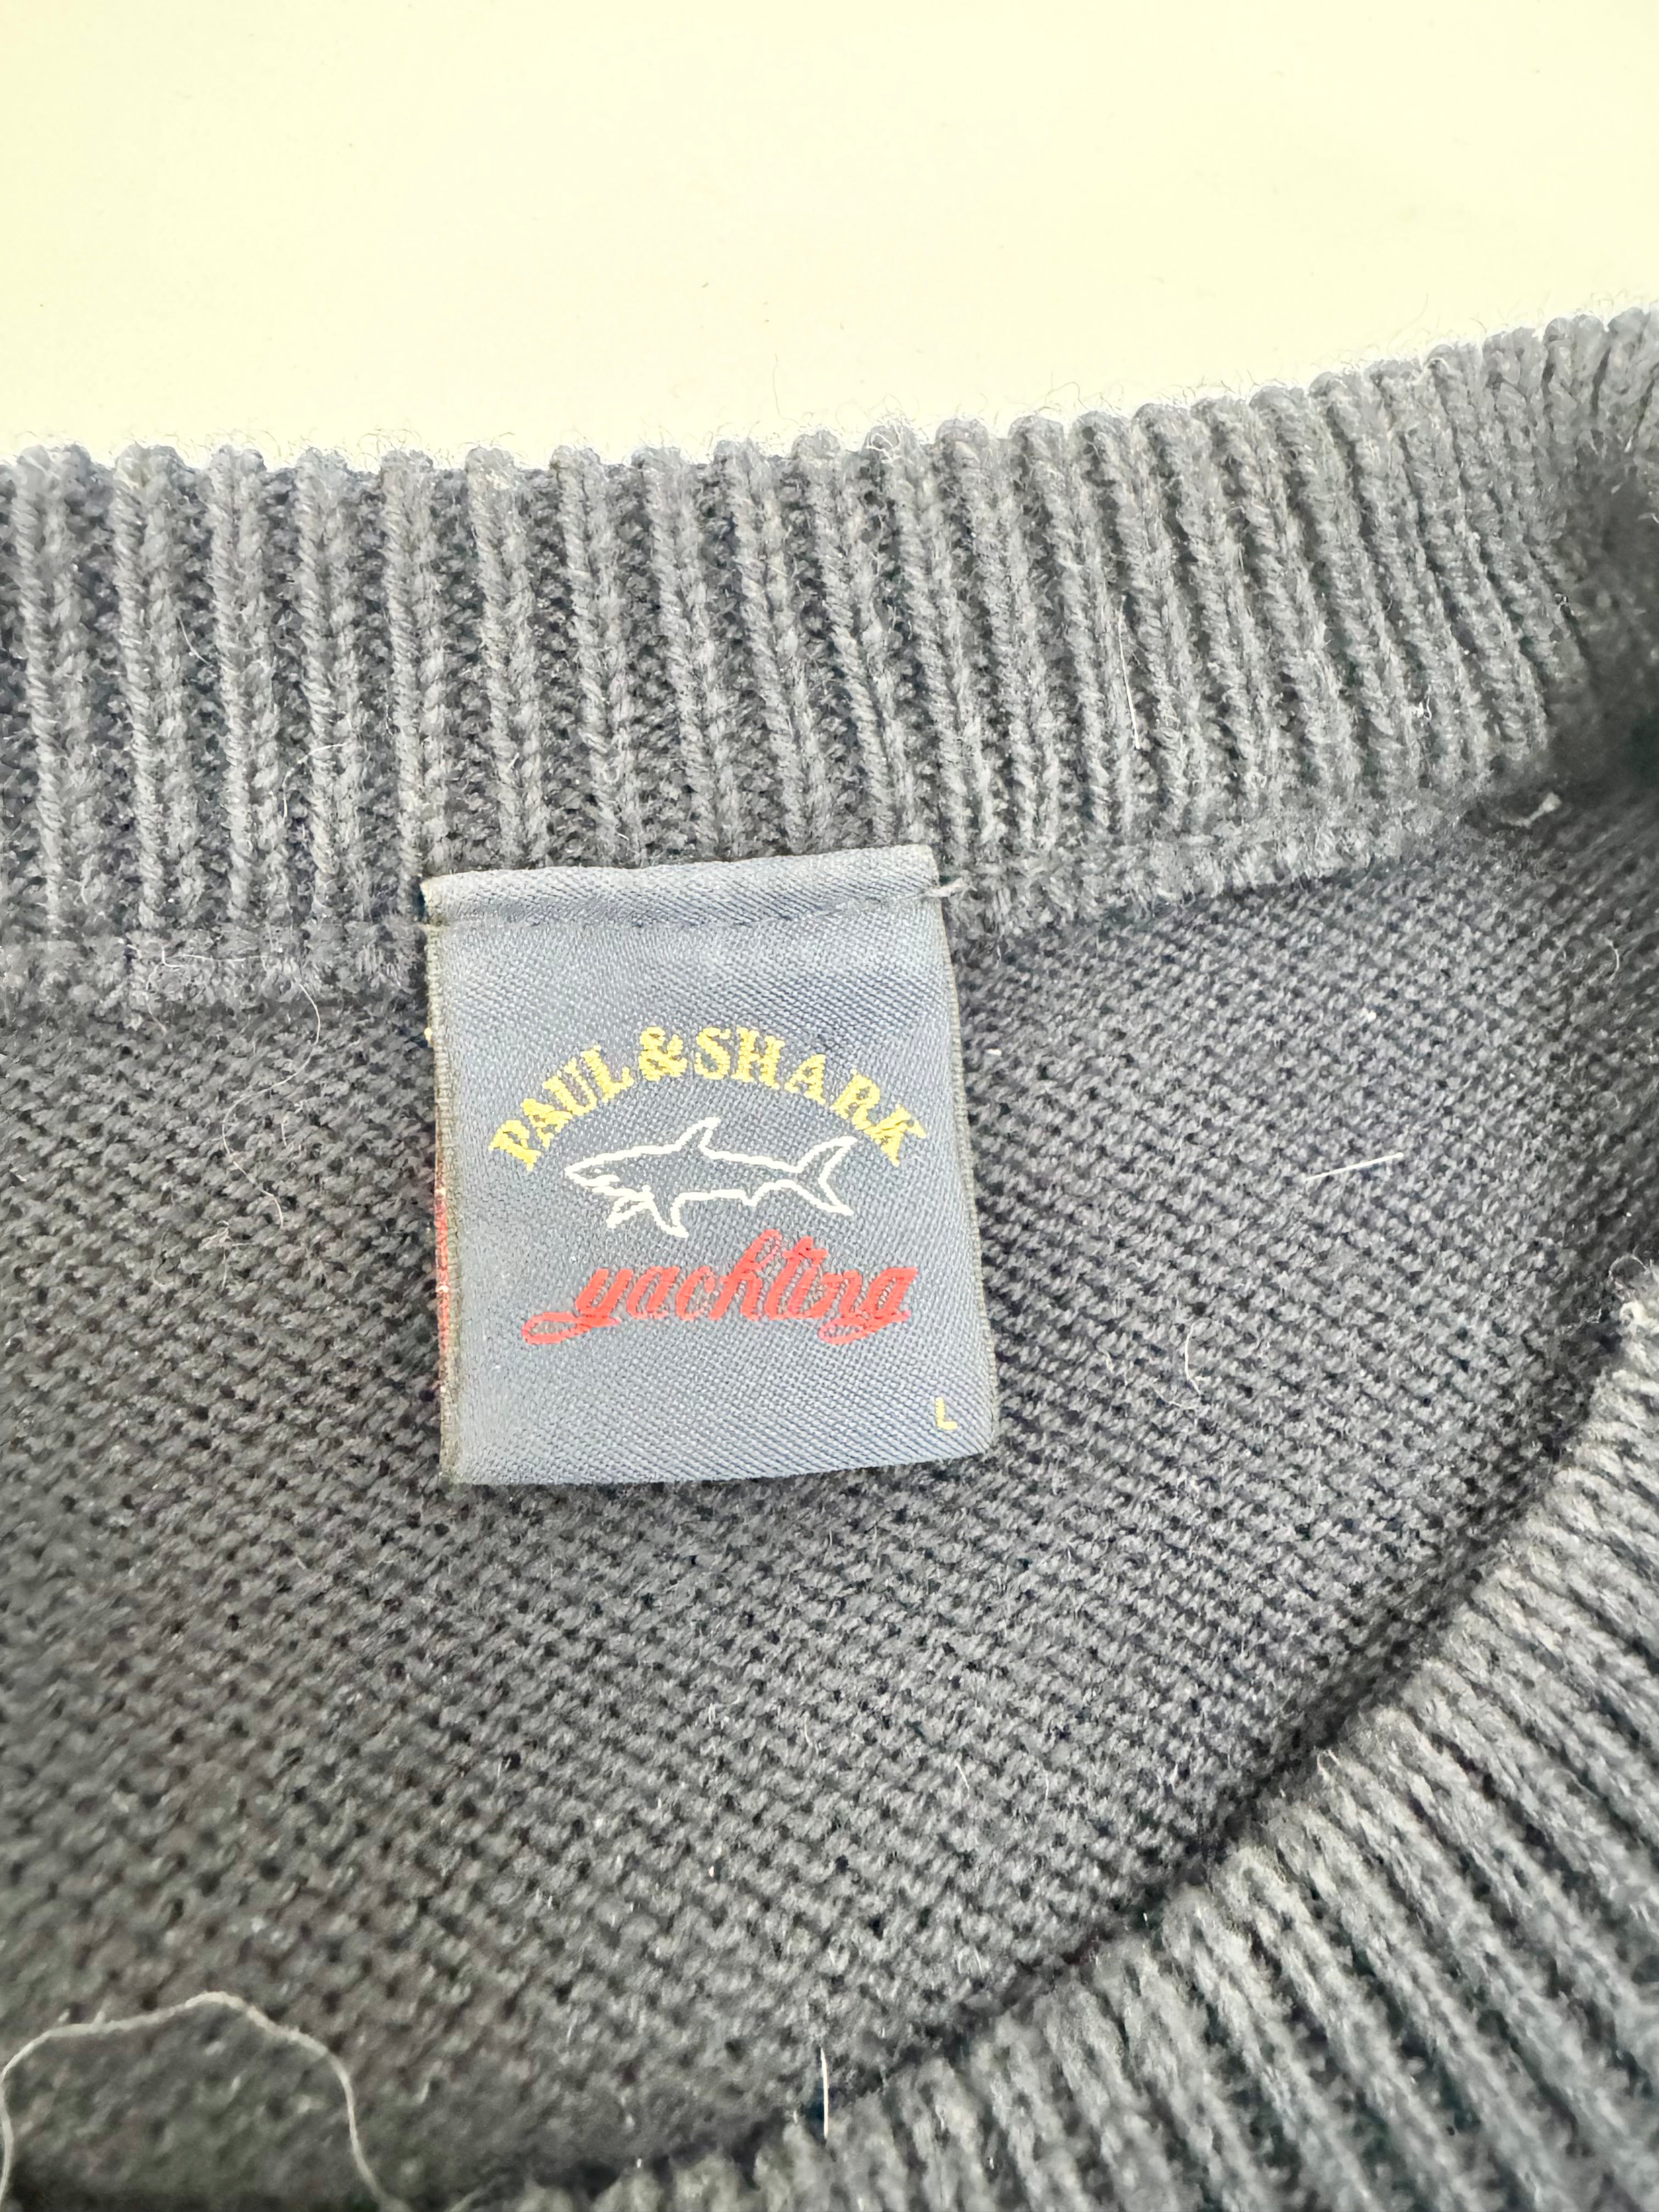 PAUL & SHARK
yachting
L